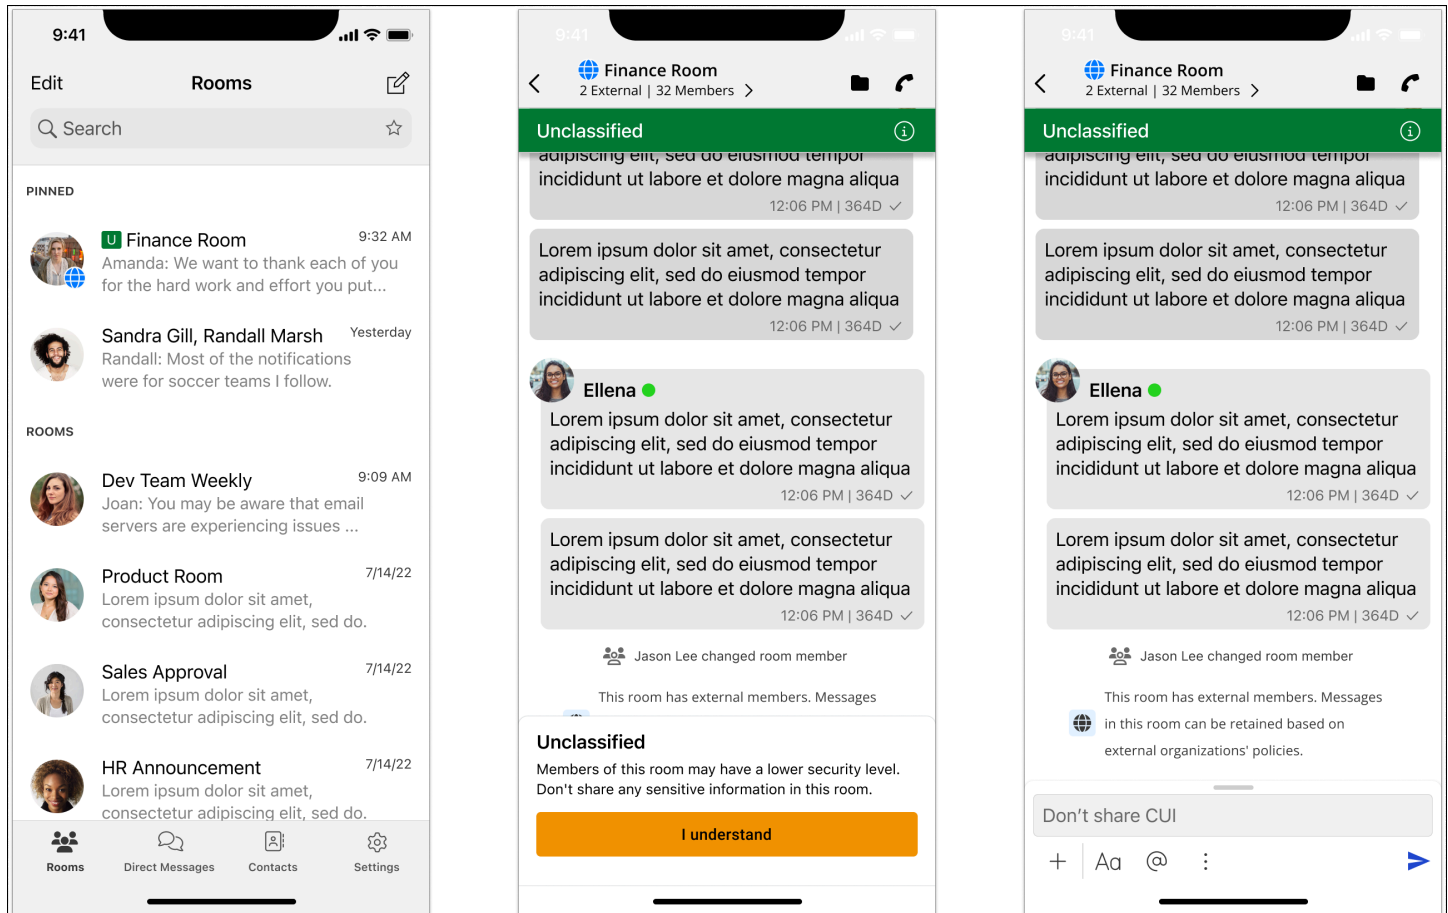 9:41
Edit
Rooms
Search
PINNED
U Finance Room
9:32 AM
Amanda: We want to thank each of you
for the hard work and effort you put...
Sandra Gill, Randall Marsh
Yesterday
Randall: Most of the notifications
were for soccer teams I follow.
ROOMS
Dev Team Weekly
9:09 AM
Joan: You may be aware that email
servers are experiencing issues ...
Product Room
7/14/22
Lorem ipsum dolor sit amet,
consectetur adipiscing elit, sed do.
Sales Approval
7/14/22
Lorem ipsum dolor sit amet,
consectetur adipiscing elit, sed do.
HR Announcement
7/14/22
Lorem ipsum dolor sit amet,
consectetur adipiscing elit, sed do.
Rooms
Direct Messages
Contacts
Settings
9:41
Finance Room
2 External | 32 Members
Unclassified
adipiscing elit, sed do eiusmod tempor
incididunt ut labore et dolore magna aliqua
12:06 PM | 364D
Lorem ipsum dolor sit amet, consectetur
adipiscing elit, sed do eiusmod tempor
incididunt ut labore et dolore magna aliqua
12:06 PM | 364D
Ellena
Lorem ipsum dolor sit amet, consectetur
adipiscing elit, sed do eiusmod tempor
incididunt ut labore et dolore magna aliqua
12:06 PM | 364D
Lorem ipsum dolor sit amet, consectetur
adipiscing elit, sed do eiusmod tempor
incididunt ut labore et dolore magna aliqua
12:06 PM | 364D
Jason Lee changed room member
This room has external members. Messages
Unclassified
Members of this room may have a lower security level.
Don't share any sensitive information in this room.
I understand
9:41
Finance Room
2 External | 32 Members
Unclassified
adipiscing elit, sed do eiusmod tempor
incididunt ut labore et dolore magna aliqua
12:06 PM | 364D
Lorem ipsum dolor sit amet, consectetur
adipiscing elit, sed do eiusmod tempor
incididunt ut labore et dolore magna aliqua
12:06 PM | 364D
Ellena
Lorem ipsum dolor sit amet, consectetur
adipiscing elit, sed do eiusmod tempor
incididunt ut labore et dolore magna aliqua
12:06 PM | 364D
Lorem ipsum dolor sit amet, consectetur
adipiscing elit, sed do eiusmod tempor
incididunt ut labore et dolore magna aliqua
12:06 PM | 364D
Jason Lee changed room member
This room has external members. Messages
in this room can be retained based on
external organizations' policies.
Don’t share CUI
Aa @